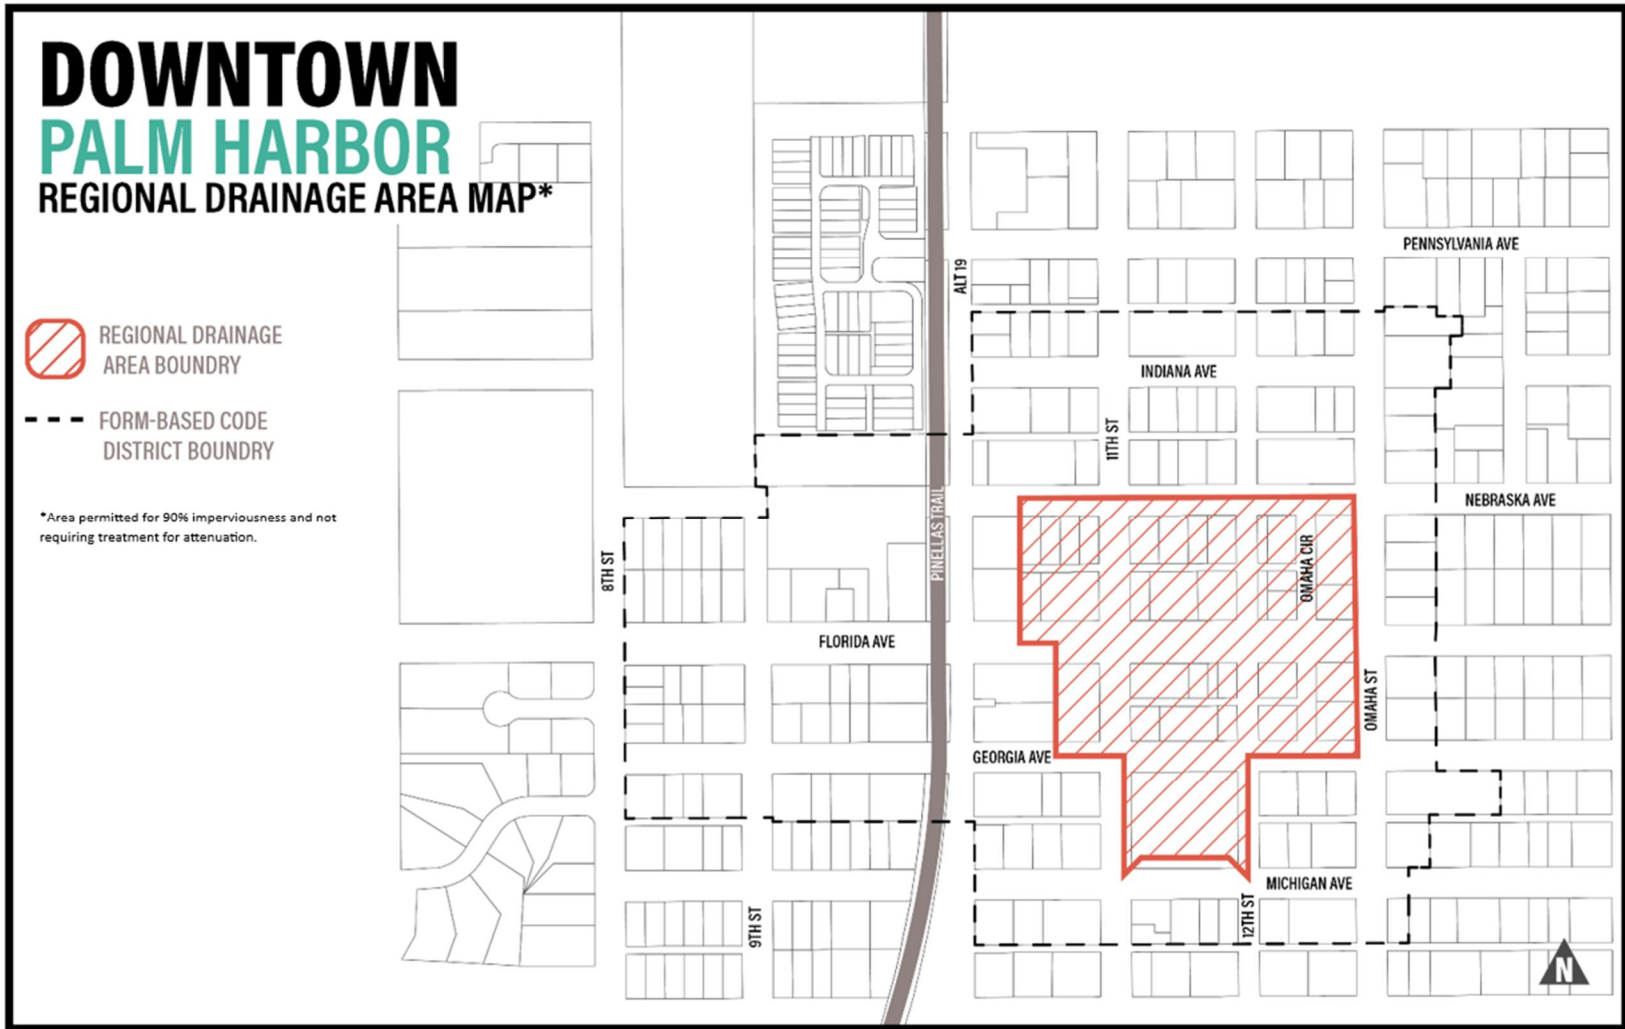 DOWNTOWN
PALM HARBOR
REGIONAL DRAINAGE AREA MAP*
REGIONAL DRAINAGE
AREA BOUNDRY
FORM-BASED CODE
DISTRICT BOUNDRY
*Area permitted for 90% imperviousness and not
requiring treatment for attenuation.
PENNSYLVANIA AVE
ALT 19
INDIANA AVE
11TH ST
NEBRASKA AVE
PINELLAS TRAIL
OMAHA CIR
8TH ST
FLORIDA AVE
OMAHA ST
GEORGIA AVE
MICHIGAN AVE
12TH ST
9TH ST
N